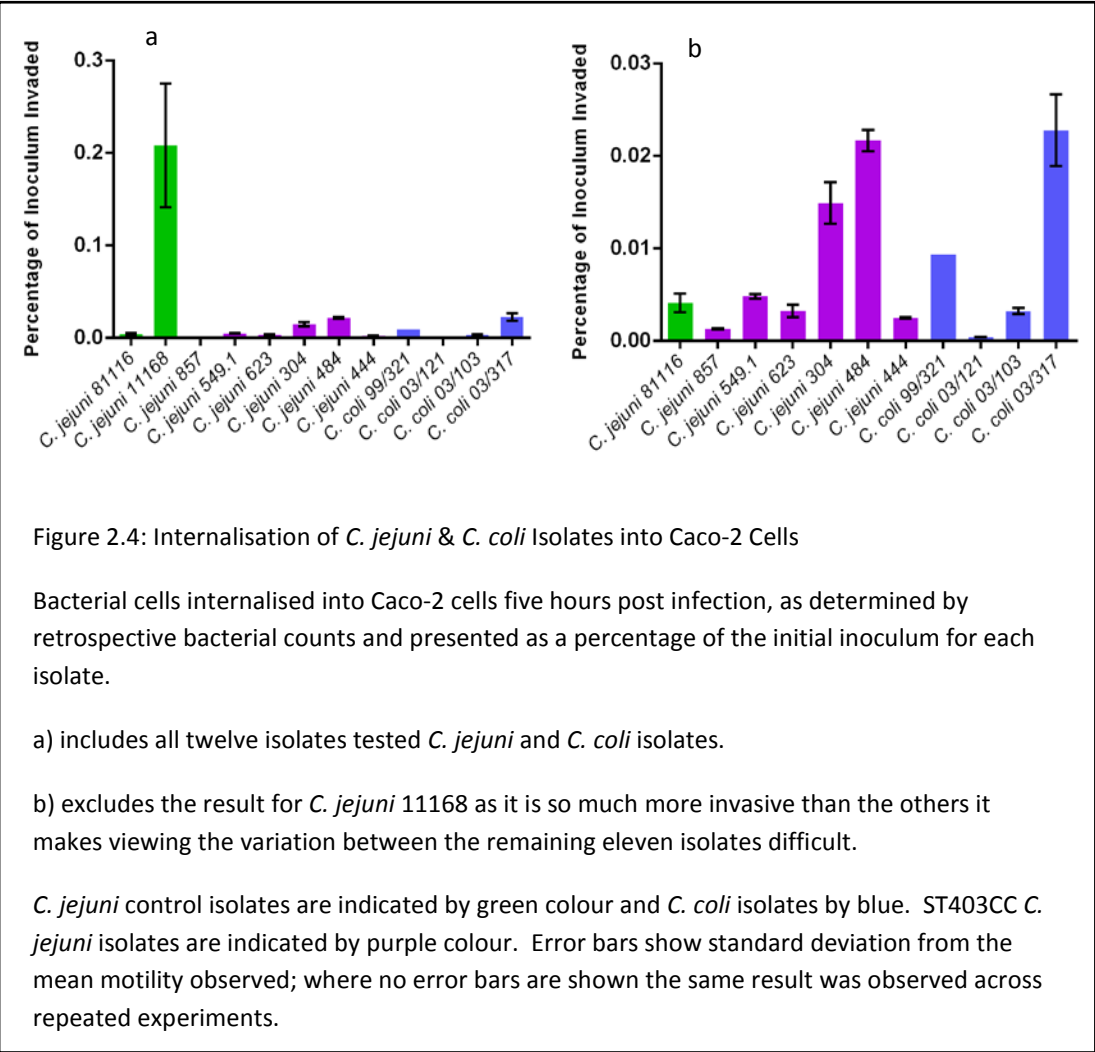 a
Percentage of Inoculum Invaded
0.3
0.2
0.1
0.0
C. jejuni 81116
C. jejuni 11168
C. jejuni 857
C. jejuni 549.1
C. jejuni 623
C. jejuni 304
C. jejuni 484
C. jejuni 444
C. coli 99/321
C. coli 03/121
C. coli 03/103
C. coli 03/317
b
Percentage of Inoculum Invaded
0.03
0.02
0.01
0.00
C. jejuni 81116
C. jejuni 857
C. jejuni 549.1
C. jejuni 623
C. jejuni 304
C. jejuni 484
C. jejuni 444
C. coli 99/321
C. coli 03/121
C. coli 03/103
C. coli 03/317
Figure 2.4: Internalisation of C. jejuni & C. coli Isolates into Caco-2 Cells
Bacterial cells internalised into Caco-2 cells five hours post infection, as determined by
retrospective bacterial counts and presented as a percentage of the initial inoculum for each
isolate.
a) includes all twelve isolates tested C. jejuni and C. coli isolates.
b) excludes the result for C. jejuni 11168 as it is so much more invasive than the others it
makes viewing the variation between the remaining eleven isolates difficult.
C. jejuni control isolates are indicated by green colour and C. coli isolates by blue.  ST403CC C.
jejuni isolates are indicated by purple colour.  Error bars show standard deviation from the
mean motility observed; where no error bars are shown the same result was observed across
repeated experiments.